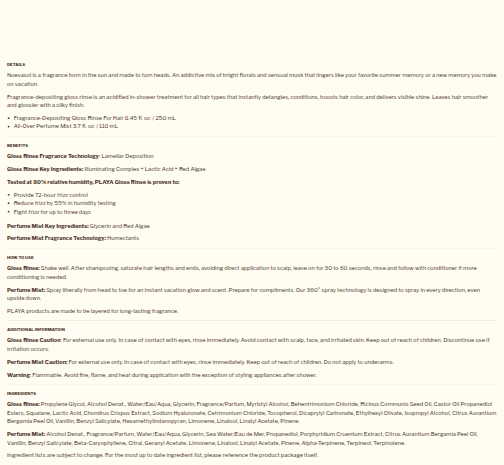 DETAILS
Nuevasol is a fragrance born in the sun and made to turn heads. An addictive mix of bright florals and sensual musk that lingers like your favorite summer memory or a new memory you make
on vacation.
Fragrance-depositing gloss rinse is an acidified in-shower treatment for all hair types that instantly detangles, conditions, boosts hair color, and delivers visible shine. Leaves hair smoother
and glossier with a silky finish.
• Fragrance-Depositing Gloss Rinse For Hair 8.45 fl. oz / 250 mL
• All-Over Perfume Mist 3.7 fl. oz / 110 mL
BENEFITS
Gloss Rinse Fragrance Technology: Lamellar Deposition
Gloss Rinse Key Ingredients: Illuminating Complex + Lactic Acid + Red Algae
Tested at 80% relative humidity, PLAYA Gloss Rinse is proven to:
• Provide 72-hour frizz control
• Reduce frizz by 55% in humidity testing
• Fight frizz for up to three days
Perfume Mist Key Ingredients: Glycerin and Red Algae
Perfume Mist Fragrance Technology: Humectants
HOW TO USE
Gloss Rinse: Shake well. After shampooing, saturate hair lengths and ends, avoiding direct application to scalp, leave on for 30 to 60 seconds, rinse and follow with conditioner if more
conditioning is needed.
Perfume Mist: Spray liberally from head to toe for an instant vacation glow and scent. Prepare for compliments. Our 360° spray technology is designed to spray in every direction, even
upside down.
PLAYA products are made to be layered for long-lasting fragrance.
ADDITIONAL INFORMATION
Gloss Rinse Caution: For external use only. In case of contact with eyes, rinse immediately. Avoid contact with scalp, face, and irritated skin. Keep out of reach of children. Discontinue use if
irritation occurs.
Perfume Mist Caution: For external use only. In case of contact with eyes, rinse immediately. Keep out of reach of children. Do not apply to underarms.
Warning: Flammable. Avoid fire, flame, and heat during application with the exception of styling appliances after shower.
INGREDIENTS
Gloss Rinse: Propylene Glycol, Alcohol Denat., Water/Eau/Aqua, Glycerin, Fragrance/Parfum, Myristyl Alcohol, Behentrimonium Chloride, Ricinus Communis Seed Oil, Castor Oil Propanediol
Esters, Squalane, Lactic Acid, Chondrus Crispus Extract, Sodium Hyaluronate, Cetrimonium Chloride, Tocopherol, Dicaprylyl Carbonate, Ethylhexyl Olivate, Isopropyl Alcohol, Citrus Aurantium
Bergamia Peel Oil, Vanillin, Benzyl Salicylate, Hexamethylindanopyran, Limonene, Linalool, Linalyl Acetate, Pinene.
Perfume Mist: Alcohol Denat., Fragrance/Parfum, Water/Eau/Aqua, Glycerin, Sea Water/Eau de Mer, Propanediol, Porphyridium Cruentum Extract, Citrus Aurantium Bergamia Peel Oil,
Vanillin, Benzyl Salicylate, Beta-Caryophyllene, Citral, Geranyl Acetate, Limonene, Linalool, Linalyl Acetate, Pinene, Alpha-Terpinene, Terpineol, Terpinolene.
Ingredient lists are subject to change. For the most up to date ingredient list, please reference the product package itself.